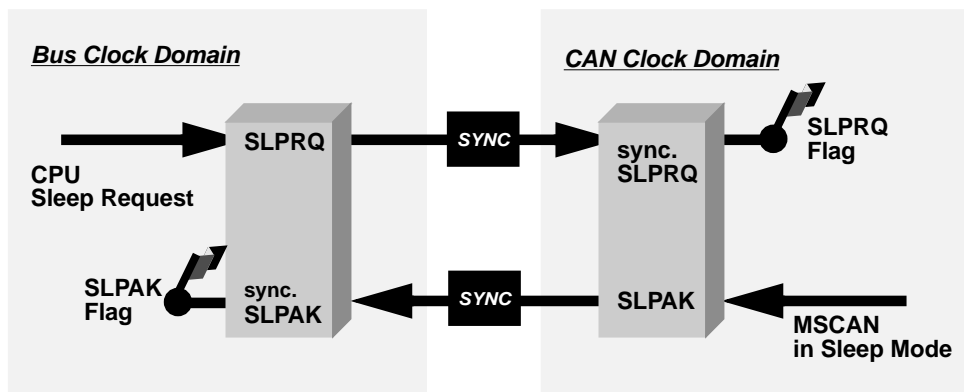 Bus Clock Domain
CAN Clock Domain
SLPRQ
SYNC
sync.
SLPRQ
SLPRQ
Flag
CPU
Sleep Request
SLPAK
Flag
sync.
SLPAK
SYNC
SLPAK
MSCAN
in Sleep Mode